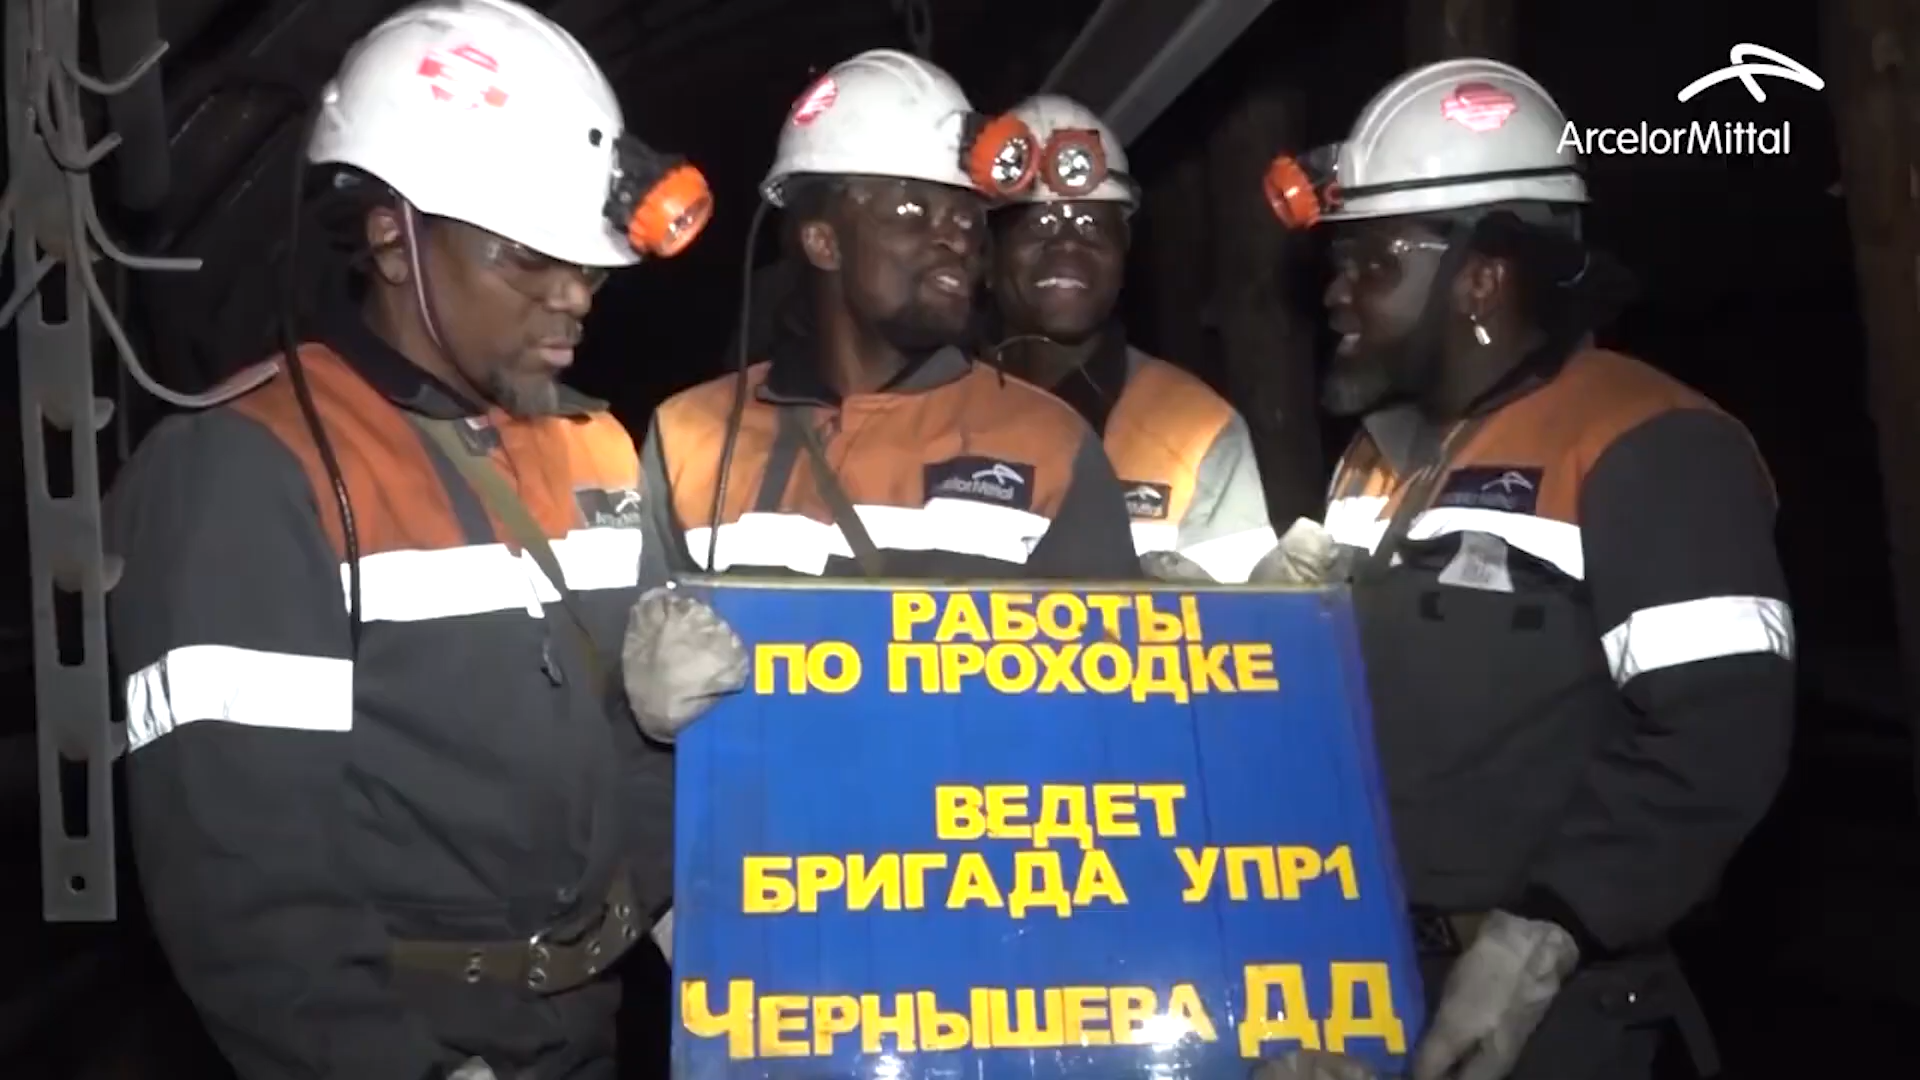 ArcelorMittal
РАБОТЫ
ПО ПРОХОДКЕ
ВЕДЕТ
БРИГАДА УПР1
ЧЕРНЫШЕВА ДД